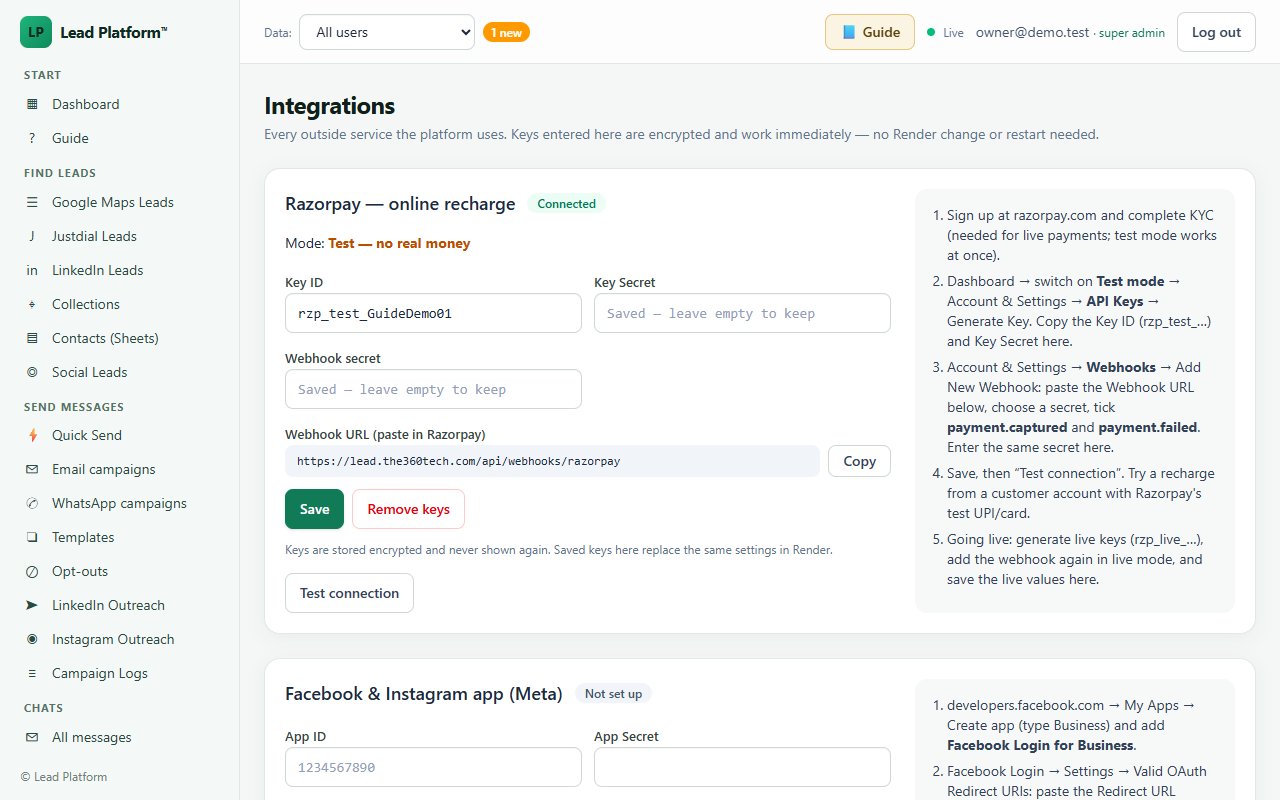 LP Lead Platform™
START
Dashboard
? Guide
FIND LEADS
Google Maps Leads
J Justdial Leads
in LinkedIn Leads
Collections
Contacts (Sheets)
Social Leads
SEND MESSAGES
Quick Send
Email campaigns
WhatsApp campaigns
Templates
Opt-outs
LinkedIn Outreach
Instagram Outreach
Campaign Logs
CHATS
All messages
© Lead Platform
Data: All users 1 new Guide Live owner@demo.test · super admin Log out
Integrations
Every outside service the platform uses. Keys entered here are encrypted and work immediately — no Render change or restart needed.
Razorpay — online recharge Connected
Mode: Test — no real money
Key ID Key Secret
rzp_test_GuideDemo01 Saved — leave empty to keep
Webhook secret
Saved — leave empty to keep
Webhook URL (paste in Razorpay)
https://lead.the360tech.com/api/webhooks/razorpay Copy
Save Remove keys
Keys are stored encrypted and never shown again. Saved keys here replace the same settings in Render.
Test connection
1. Sign up at razorpay.com and complete KYC
(needed for live payments; test mode works
at once).
2. Dashboard → switch on Test mode →
Account & Settings → API Keys →
Generate Key. Copy the Key ID (rzp_test_…)
and Key Secret here.
3. Account & Settings → Webhooks → Add
New Webhook: paste the Webhook URL
below, choose a secret, tick
payment.captured and payment.failed.
Enter the same secret here.
4. Save, then “Test connection”. Try a recharge
from a customer account with Razorpay's
test UPI/card.
5. Going live: generate live keys (rzp_live_…),
add the webhook again in live mode, and
save the live values here.
Facebook & Instagram app (Meta) Not set up
App ID App Secret
1234567890
1. developers.facebook.com → My Apps →
Create app (type Business) and add
Facebook Login for Business.
2. Facebook Login → Settings → Valid OAuth
Redirect URIs: paste the Redirect URL